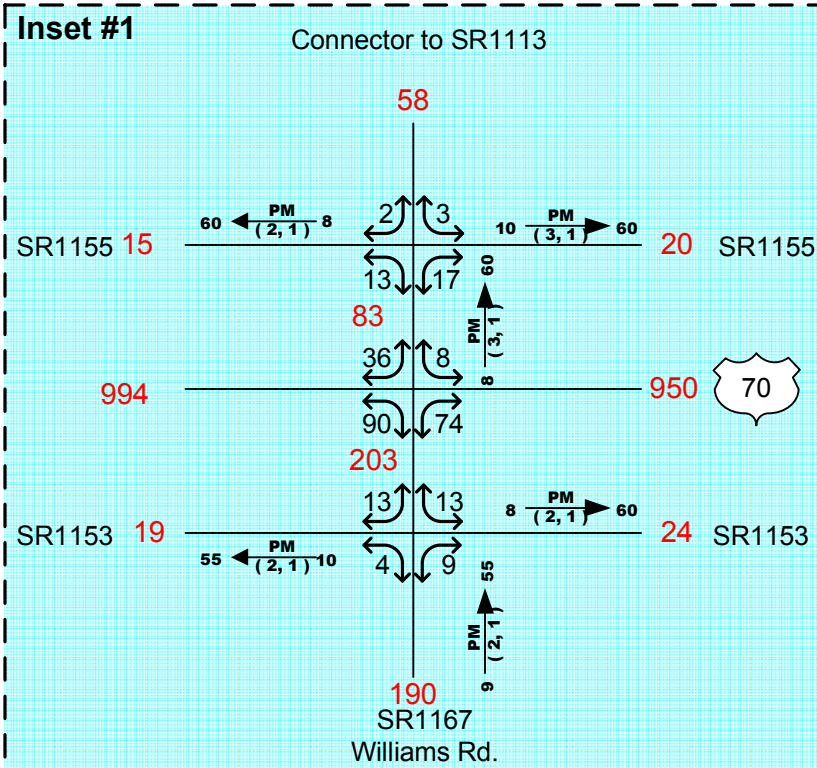 Inset #1
Connector to SR1113
58
2 3
60 PM 8
( 2, 1 )
10 PM 60
( 3, 1 )
SR1155 15
20 SR1155
13 17
60
PM
( 3, 1 )
8
83
36 8
994
950 70
90 74
203
13 13
8 PM 60
( 2, 1 )
SR1153 19
24 SR1153
55 PM 10
( 2, 1 )
4 9
55
PM
( 2, 1 )
9
190
SR1167
Williams Rd.